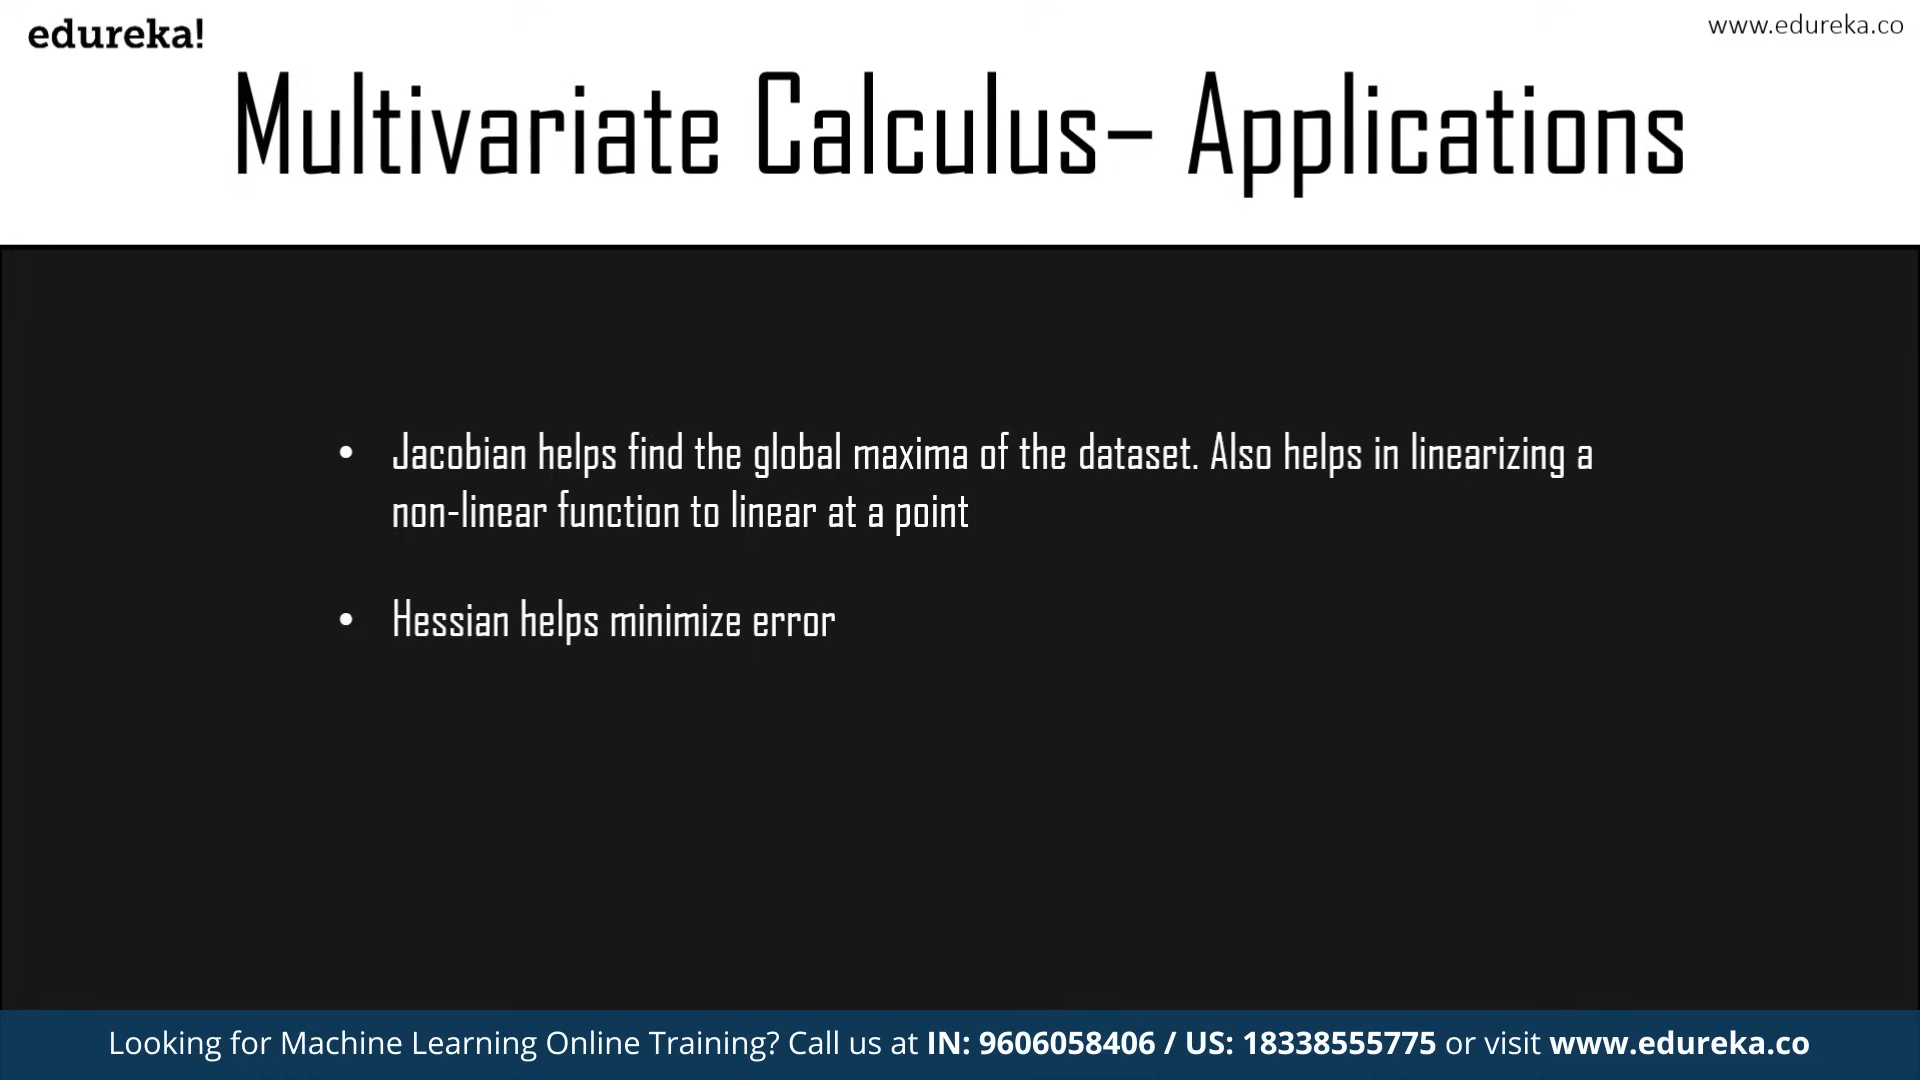 edureka!
www.edureka.co
Multivariate Calculus– Applications
• Jacobian helps find the global maxima of the dataset. Also helps in linearizing a
non-linear function to linear at a point
• Hessian helps minimize error
Looking for Machine Learning Online Training? Call us at IN: 9606058406 / US: 18338555775 or visit www.edureka.co